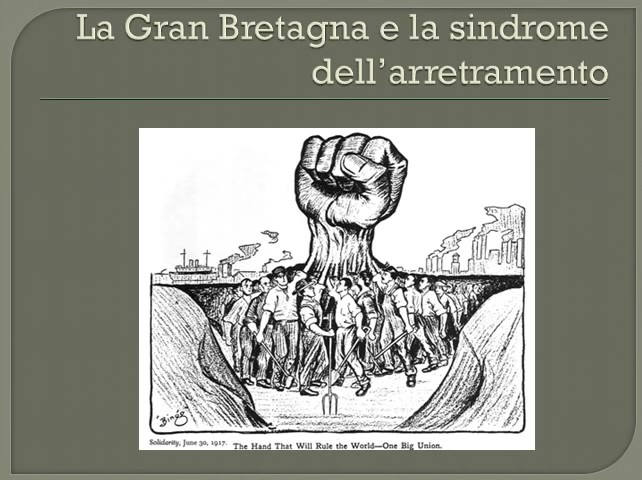 La Gran Bretagna e la sindrome
dell'arretramento
"Bingo"
Solidarity, June 30, 1917. The Hand That Will Rule the World—One Big Union.